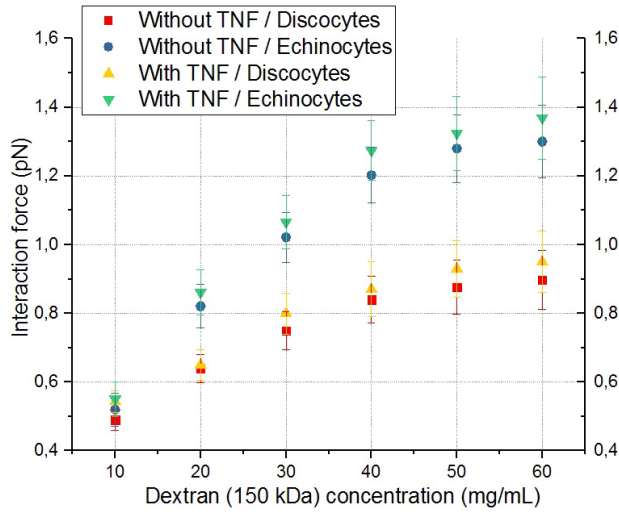 Without TNF / Discocytes
Without TNF / Echinocytes
With TNF / Discocytes
With TNF / Echinocytes
1,6
1,4
1,2
1,0
0,8
0,6
0,4
Interaction force (pN)
1,6
1,4
1,2
1,0
0,8
0,6
0,4
10 20 30 40 50 60
Dextran (150 kDa) concentration (mg/mL)